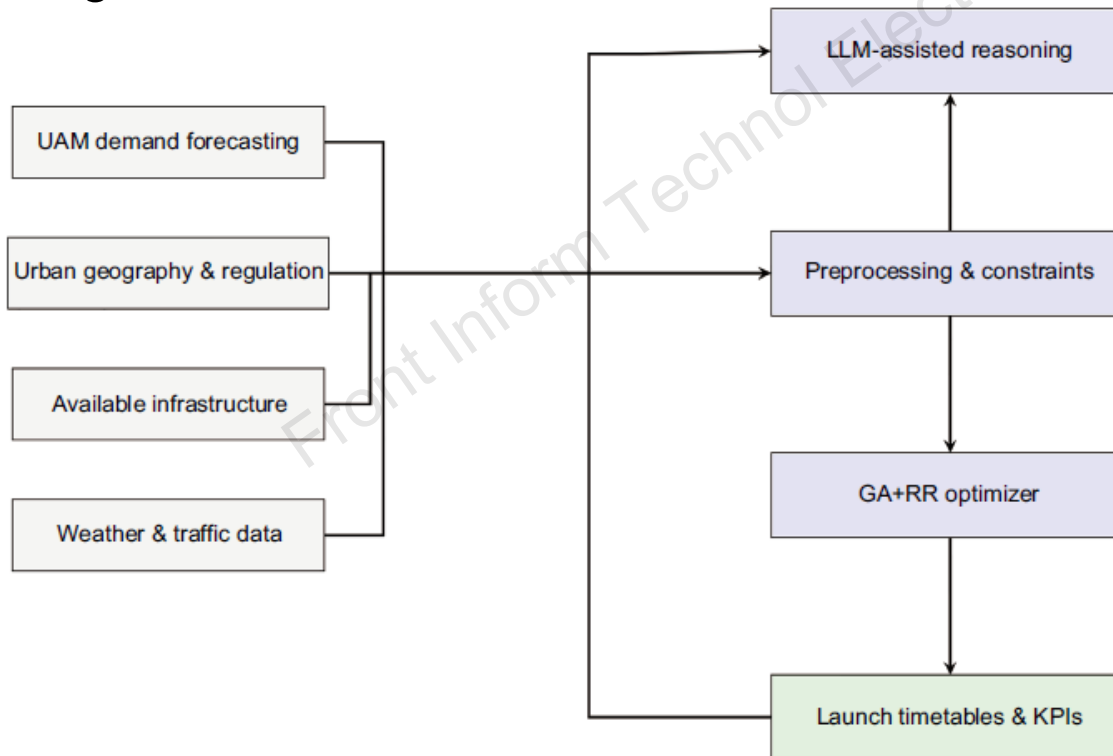 LLM-assisted reasoning
UAM demand forecasting
Urban geography & regulation
Preprocessing & constraints
Available infrastructure
GA+RR optimizer
Weather & traffic data
Launch timetables & KPIs
Front Inform Technol Elect